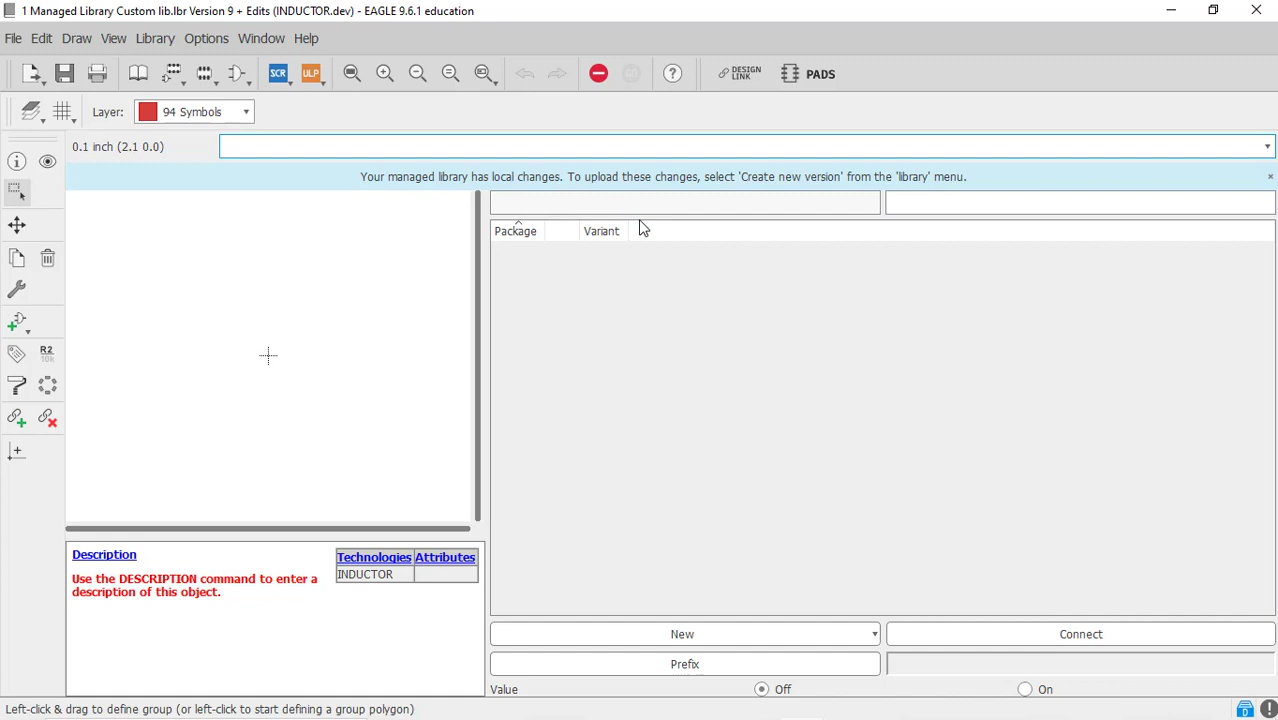 1 Managed Library Custom lib.lbr Version 9 + Edits (INDUCTOR.dev) - EAGLE 9.6.1 education
File Edit Draw View Library Options Window Help
SCR ULP ? DESIGN LINK PADS
Layer: 94 Symbols
0.1 inch (2.1 0.0)
Your managed library has local changes. To upload these changes, select 'Create new version' from the 'library' menu.
Package Variant
R2
10k
Description
Use the DESCRIPTION command to enter a
description of this object.
Technologies Attributes
INDUCTOR
New Connect
Prefix
Value Off On
Left-click & drag to define group (or left-click to start defining a group polygon)